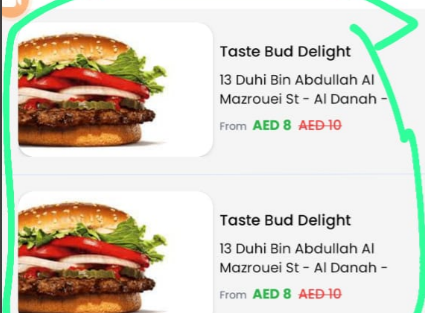 Taste Bud Delight
13 Duhi Bin Abdullah Al
Mazrouei St - Al Danah -
From AED 8 AED 10
Taste Bud Delight
13 Duhi Bin Abdullah Al
Mazrouei St - Al Danah -
From AED 8 AED 10